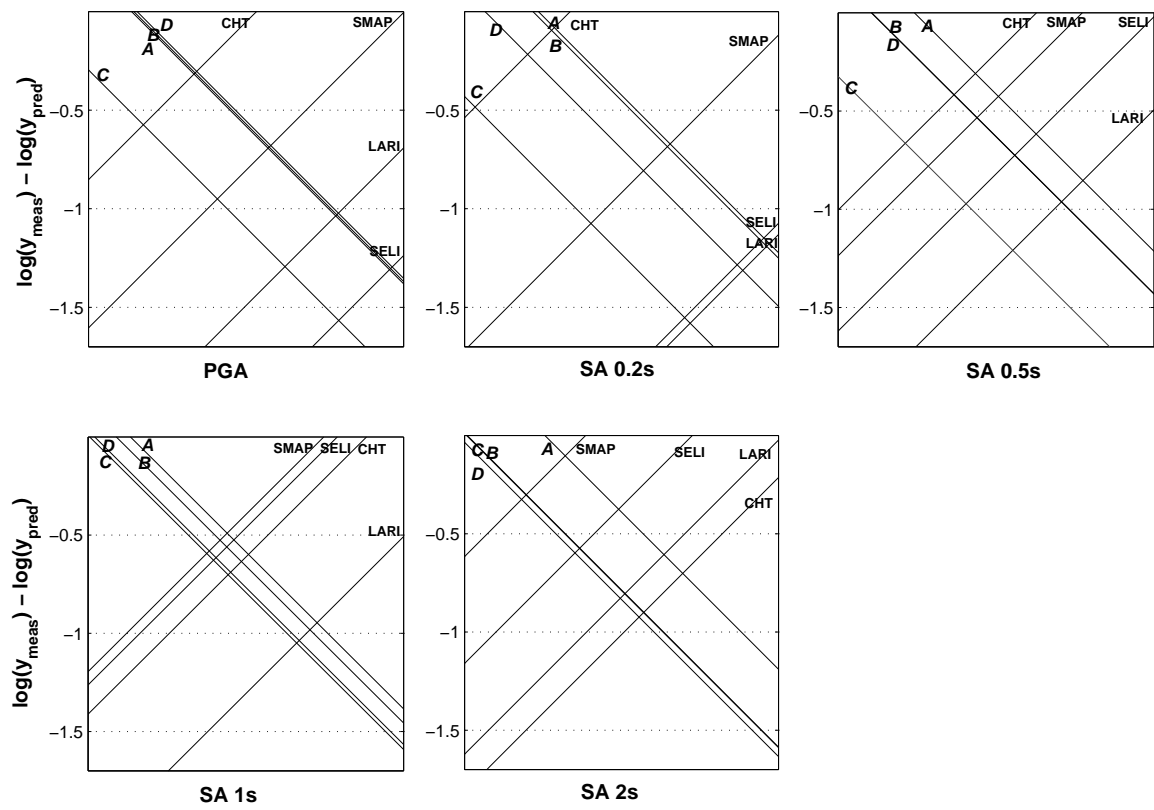 D
B
A
C
CHT
SMAP
LARI
SELI
−0.5
−1
−1.5
log(y_meas) − log(y_pred)
PGA
D
A
B
C
CHT
SMAP
SELI
LARI
−0.5
−1
−1.5
SA 0.2s
B
D
A
C
CHT
SMAP
SELI
LARI
−0.5
−1
−1.5
SA 0.5s
D
C
A
B
SMAP
SELI
CHT
LARI
−0.5
−1
−1.5
log(y_meas) − log(y_pred)
SA 1s
C
B
D
A
SMAP
SELI
LARI
CHT
−0.5
−1
−1.5
SA 2s